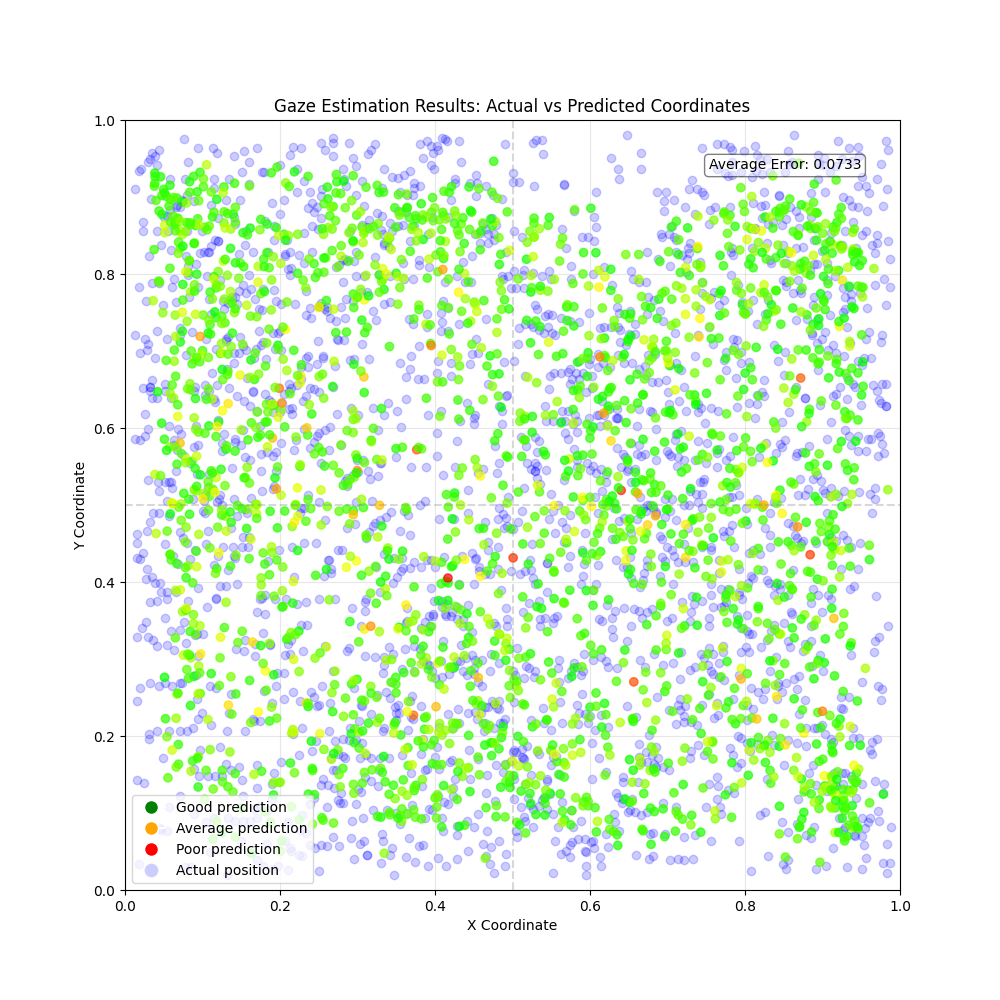 Gaze Estimation Results: Actual vs Predicted Coordinates
Average Error: 0.0733
1.0
0.8
0.6
0.4
0.2
0.0
Y Coordinate
Good prediction
Average prediction
Poor prediction
Actual position
0.0 0.2 0.4 0.6 0.8 1.0
X Coordinate